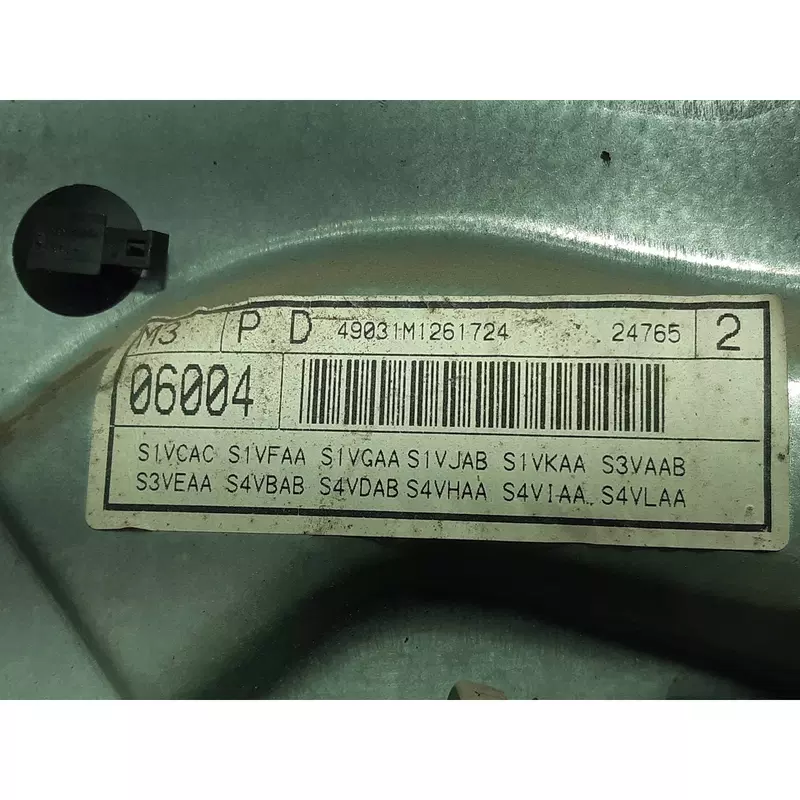 M3 P D 49031M1261724 24765 2
06004
S1VCAC S1VFAA S1VGAA S1VJAB S1VKAA S3VAAB
S3VEAA S4VBAB S4VDAB S4VHAA S4VIAA S4VLAA